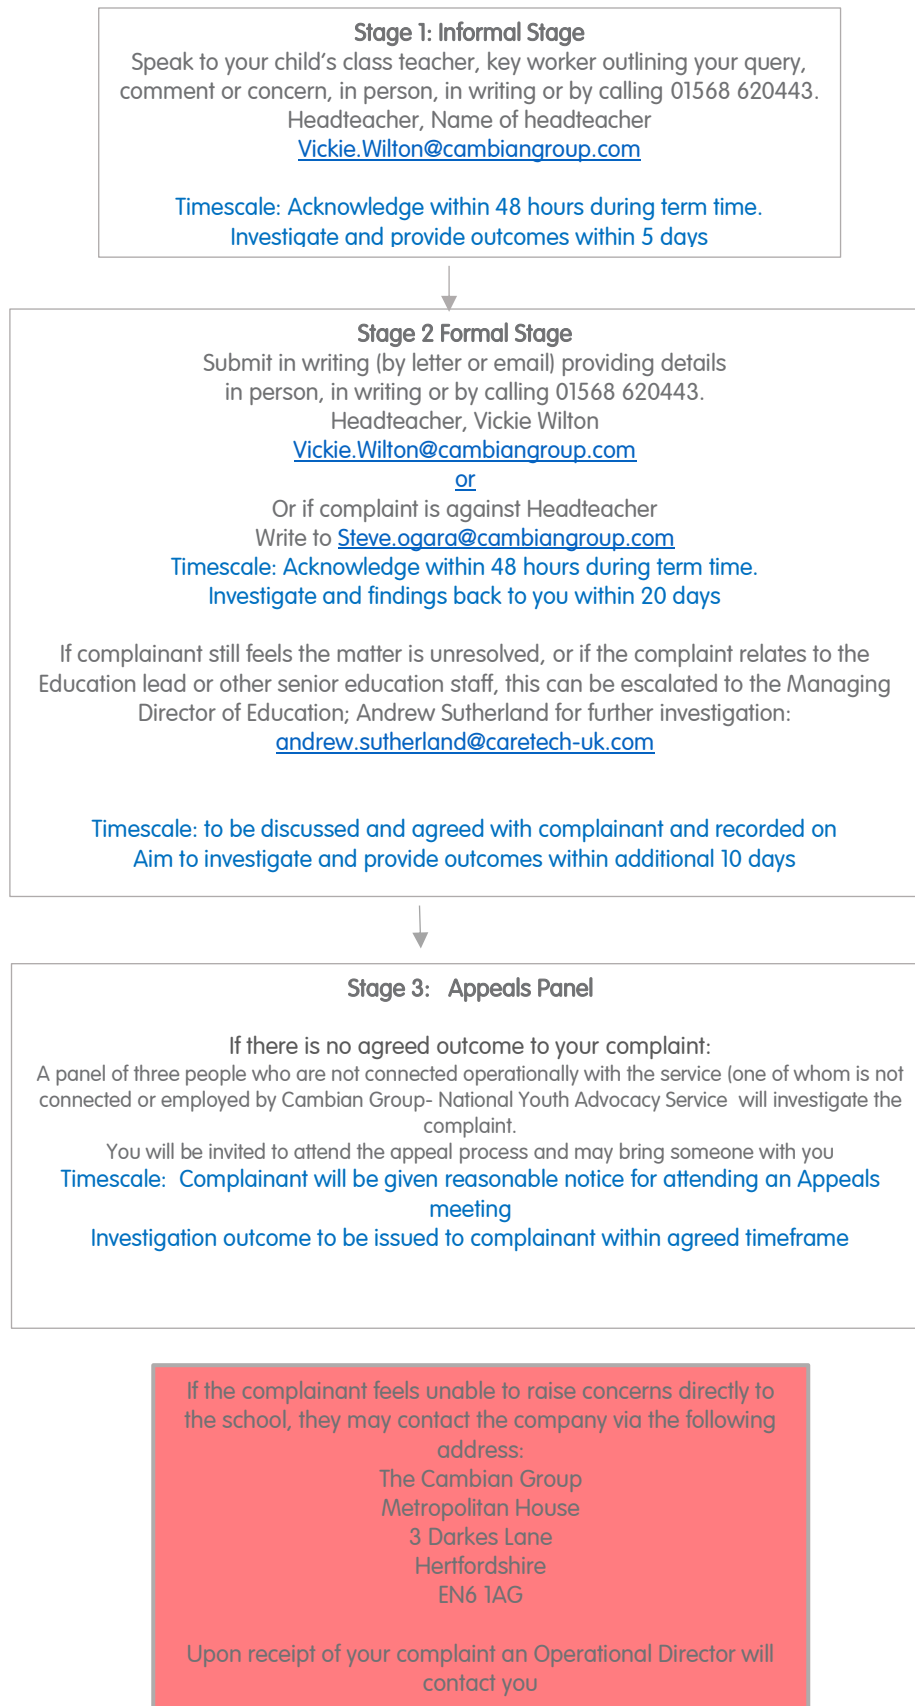 Stage 1: Informal Stage
Speak to your child's class teacher, key worker outlining your query,
comment or concern, in person, in writing or by calling 01568 620443.
Headteacher, Name of headteacher
Vickie.Wilton@cambiangroup.com
Timescale: Acknowledge within 48 hours during term time.
Investigate and provide outcomes within 5 days
Stage 2 Formal Stage
Submit in writing (by letter or email) providing details
in person, in writing or by calling 01568 620443.
Headteacher, Vickie Wilton
Vickie.Wilton@cambiangroup.com
or
Or if complaint is against Headteacher
Write to Steve.ogara@cambiangroup.com
Timescale: Acknowledge within 48 hours during term time.
Investigate and findings back to you within 20 days
If complainant still feels the matter is unresolved, or if the complaint relates to the
Education lead or other senior education staff, this can be escalated to the Managing
Director of Education; Andrew Sutherland for further investigation:
andrew.sutherland@caretech-uk.com
Timescale: to be discussed and agreed with complainant and recorded on
Aim to investigate and provide outcomes within additional 10 days
Stage 3:   Appeals Panel
If there is no agreed outcome to your complaint:
A panel of three people who are not connected operationally with the service (one of whom is not
connected or employed by Cambian Group- National Youth Advocacy Service  will investigate the
complaint.
You will be invited to attend the appeal process and may bring someone with you
Timescale:  Complainant will be given reasonable notice for attending an Appeals
meeting
Investigation outcome to be issued to complainant within agreed timeframe
If the complainant feels unable to raise concerns directly to
the school, they may contact the company via the following
address:
The Cambian Group
Metropolitan House
3 Darkes Lane
Hertfordshire
EN6 1AG
Upon receipt of your complaint an Operational Director will
contact you